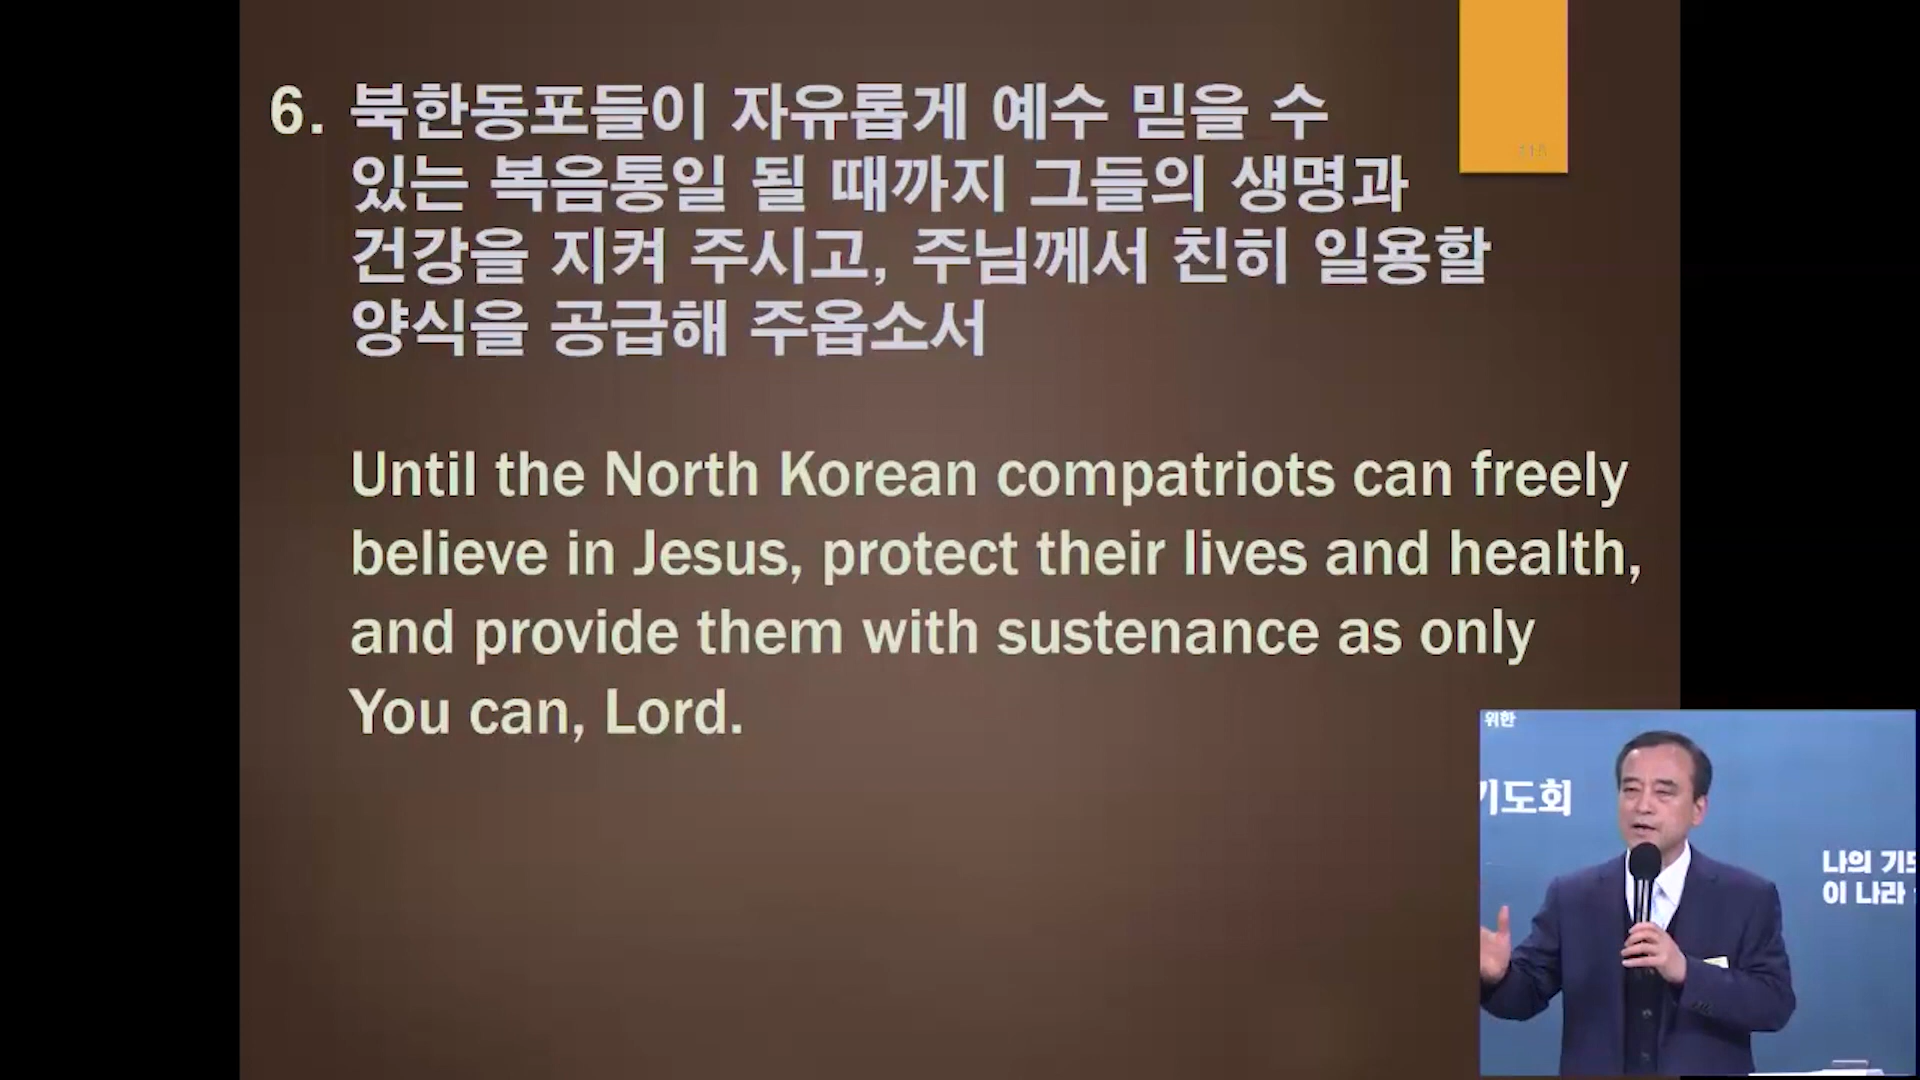 6. 북한동포들이 자유롭게 예수 믿을 수
있는 복음통일 될 때까지 그들의 생명과
건강을 지켜 주시고, 주님께서 친히 일용할
양식을 공급해 주옵소서
Until the North Korean compatriots can freely
believe in Jesus, protect their lives and health,
and provide them with sustenance as only
You can, Lord.
위한
기도회
나의 기도
이 나라